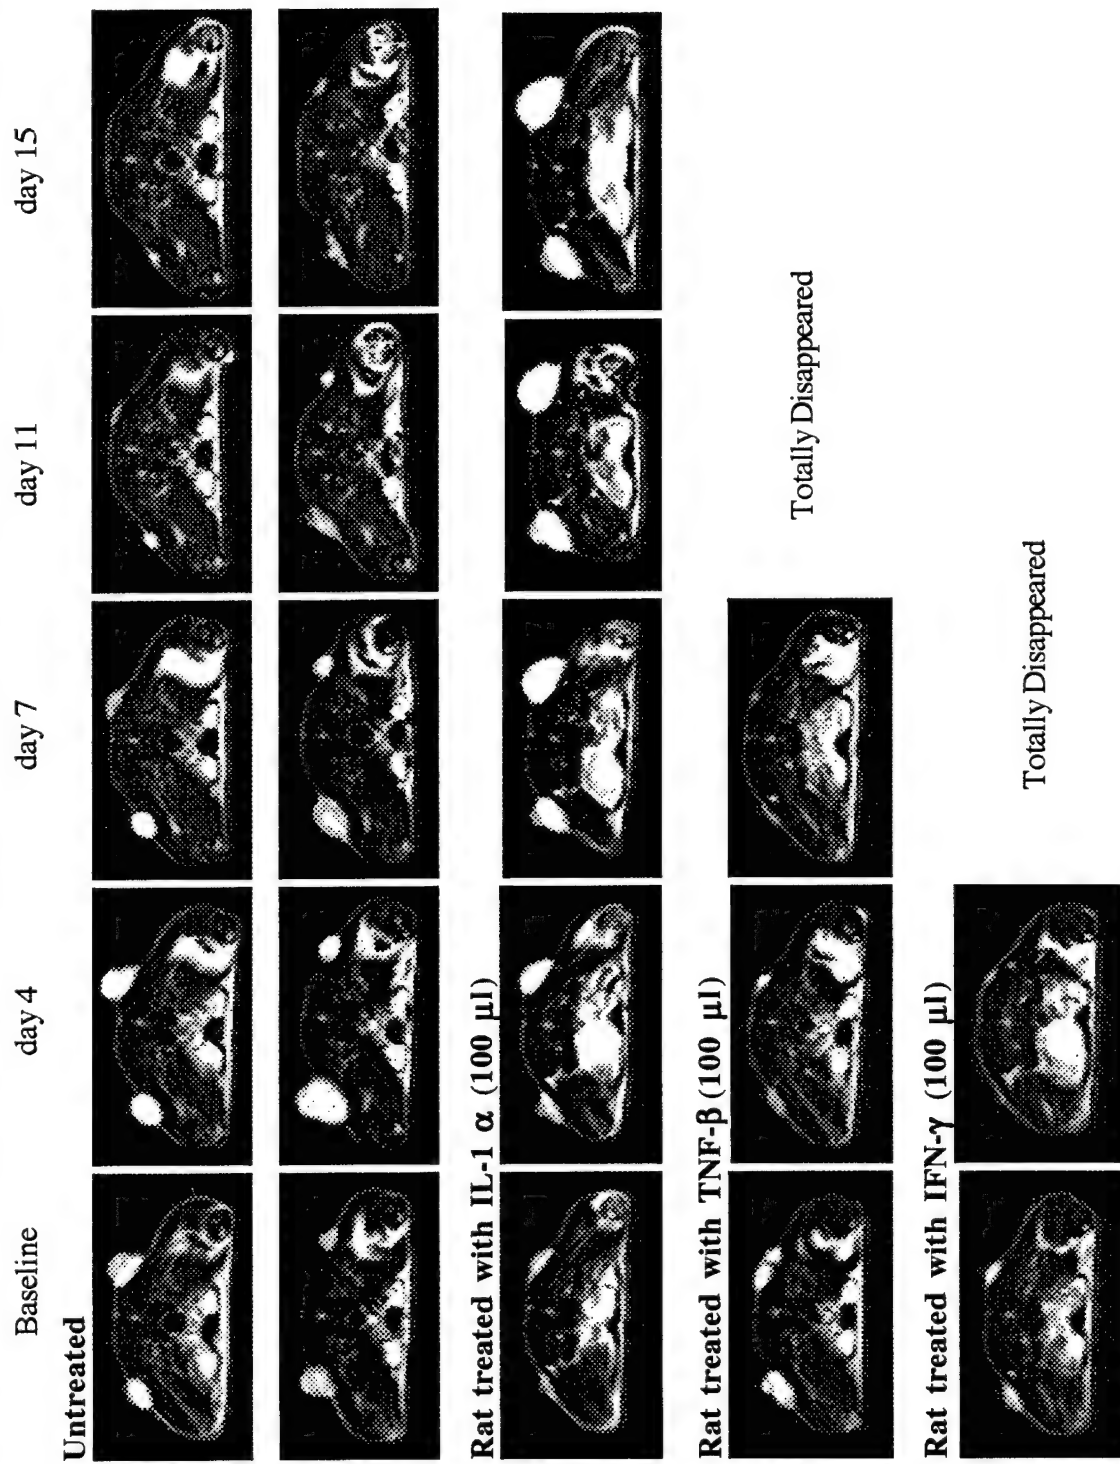 Baseline
day 4
day 7
day 11
day 15
Untreated
Rat treated with IL-1 α (100 μl)
Rat treated with TNF-β (100 μl)
Totally Disappeared
Rat treated with IFN-γ (100 μl)
Totally Disappeared